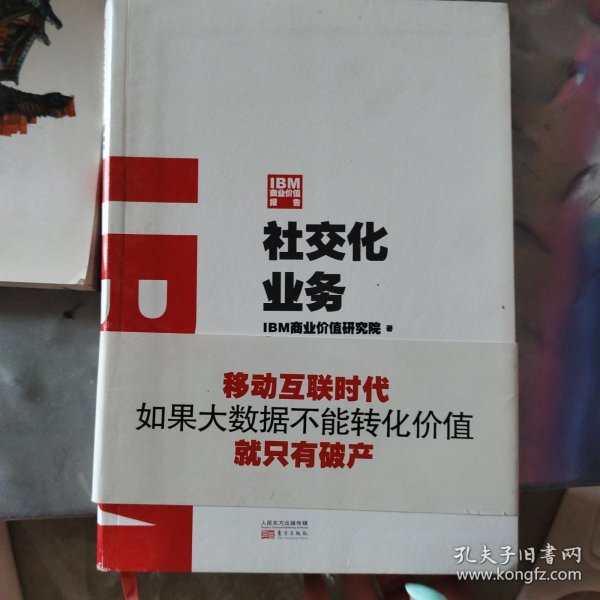 IBM
商业价值
报告
社交化
业务
IBM商业价值研究院 著
移动互联时代
如果大数据不能转化价值
就只有破产
人民东方出版传媒
东方出版社
孔夫子旧书网
www.kongfz.com